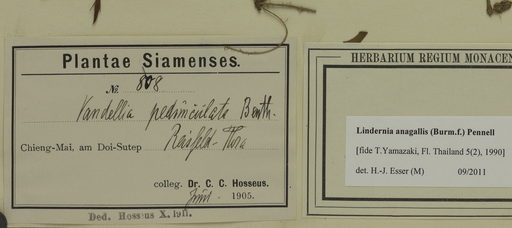 Plantae Siamenses.
No. 808
Vandellia pedunculata Benth.
Reisfeld-Flora
Chieng-Mai, am Doi-Sutep
colleg. Dr. C. C. Hosseus.
Juni 1905.
Ded. Hosseus X. 1911.
HERBARIUM REGIUM MONACEN
Lindernia anagallis (Burm.f.) Pennell
[fide T.Yamazaki, Fl. Thailand 5(2), 1990]
det. H.-J. Esser (M) 09/2011